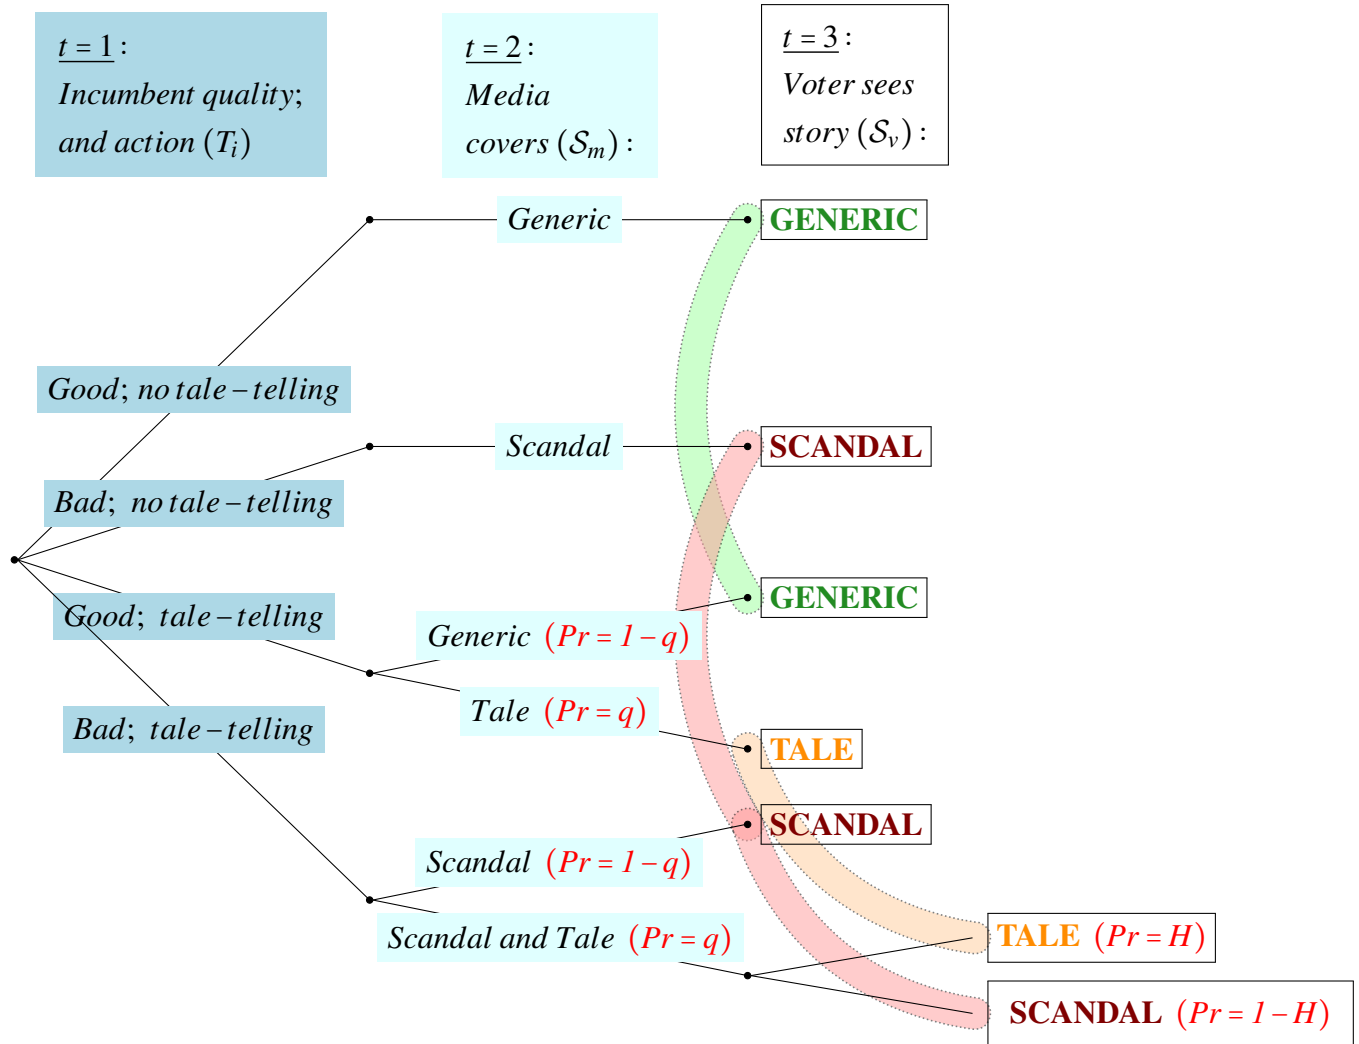 t = 1 :
Incumbent quality;
and action (T_i)
t = 2 :
Media
covers (𝒮_m) :
t = 3 :
Voter sees
story (𝒮_v) :
Generic
GENERIC
Good; no tale – telling
Scandal
SCANDAL
Bad; no tale – telling
GENERIC
Good; tale – telling
Generic (Pr = 1 – q)
Tale (Pr = q)
Bad; tale – telling
TALE
SCANDAL
Scandal (Pr = 1 – q)
Scandal and Tale (Pr = q)
TALE (Pr = H)
SCANDAL (Pr = 1 – H)